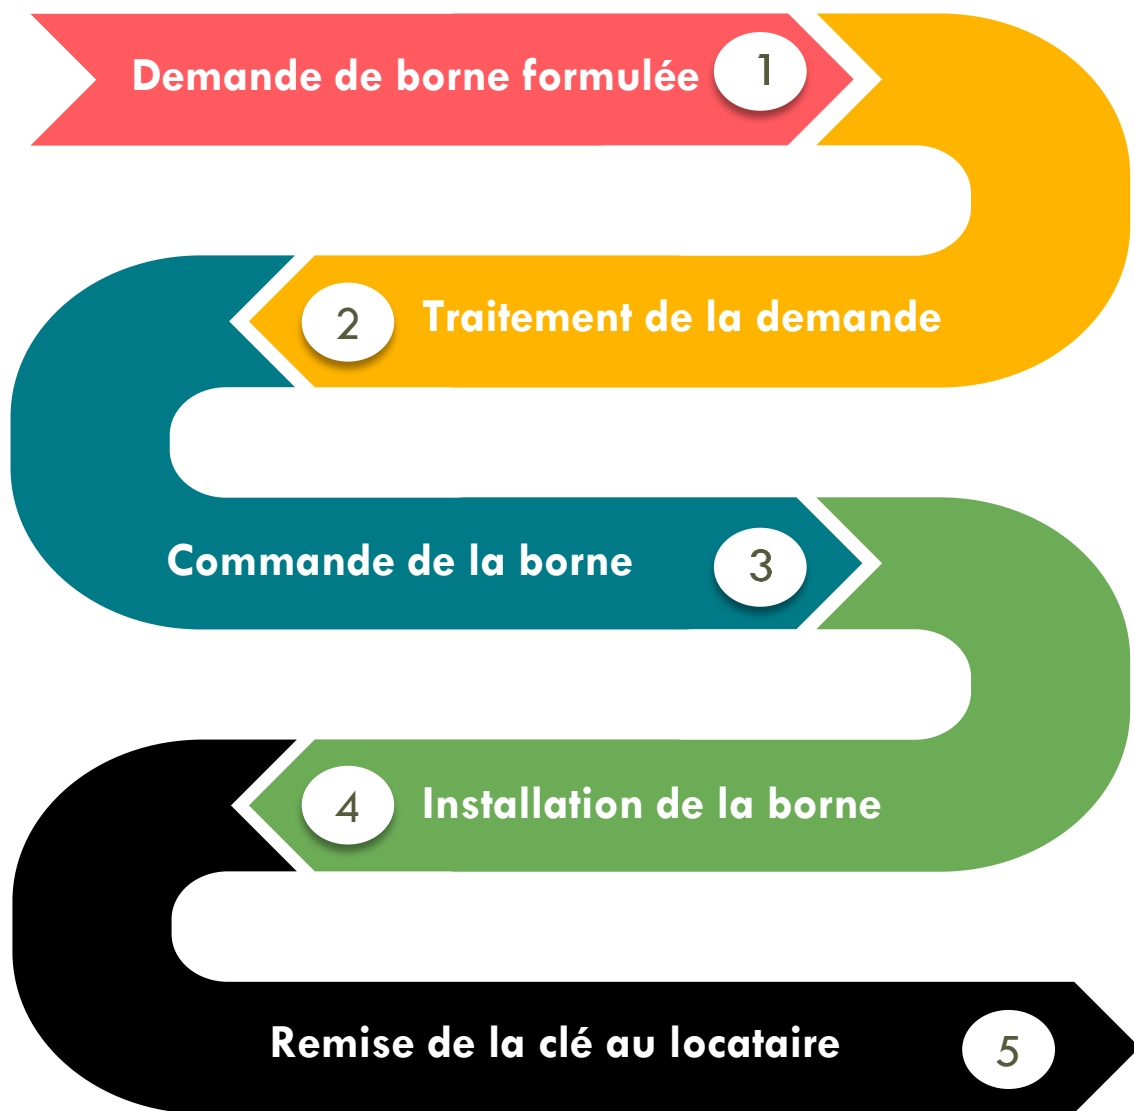 Demande de borne formulée 1
2 Traitement de la demande
Commande de la borne 3
4 Installation de la borne
Remise de la clé au locataire 5